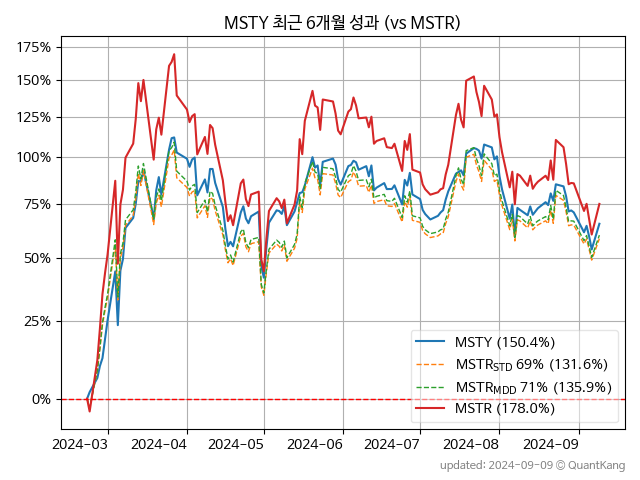 MSTY 최근 6개월 성과 (vs MSTR)
175%
150%
125%
100%
75%
50%
25%
0%
MSTY (150.4%)
MSTR_STD 69% (131.6%)
MSTR_MDD 71% (135.9%)
MSTR (178.0%)
2024-03 2024-04 2024-05 2024-06 2024-07 2024-08 2024-09
updated: 2024-09-09 © QuantKang